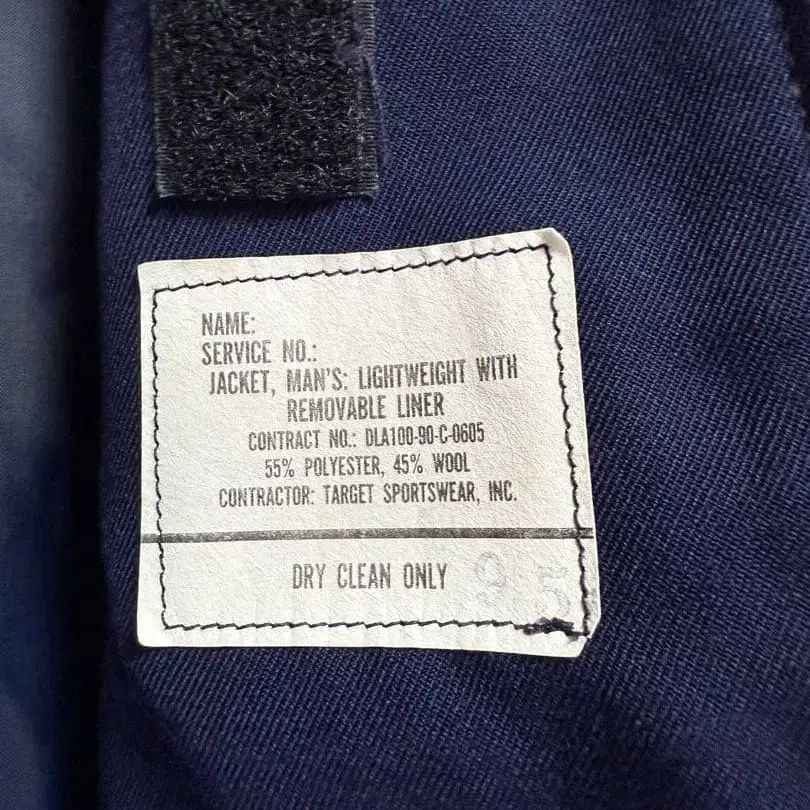 NAME:
SERVICE NO.:
JACKET, MAN'S: LIGHTWEIGHT WITH
REMOVABLE LINER
CONTRACT NO.: DLA100-90-C-0605
55% POLYESTER, 45% WOOL
CONTRACTOR: TARGET SPORTSWEAR, INC.
DRY CLEAN ONLY